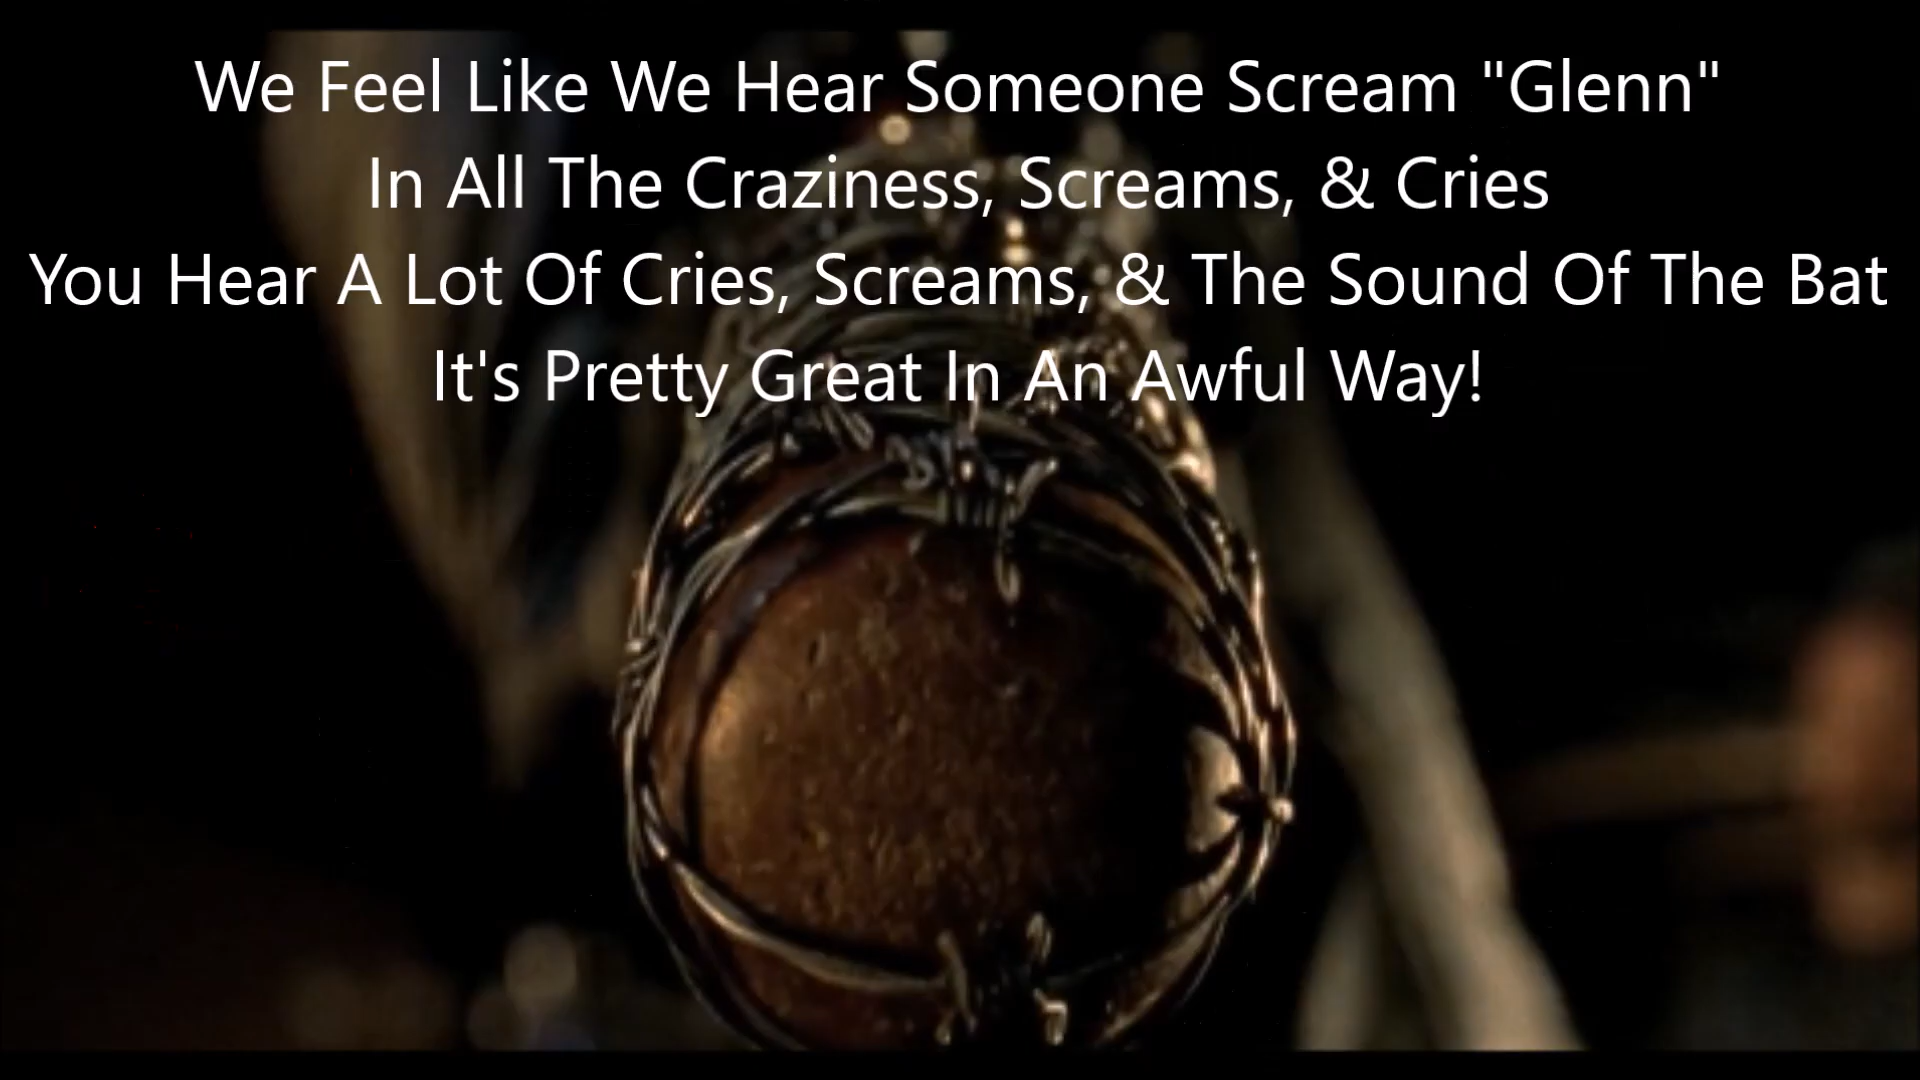 We Feel Like We Hear Someone Scream "Glenn"
In All The Craziness, Screams, & Cries
You Hear A Lot Of Cries, Screams, & The Sound Of The Bat
It's Pretty Great In An Awful Way!